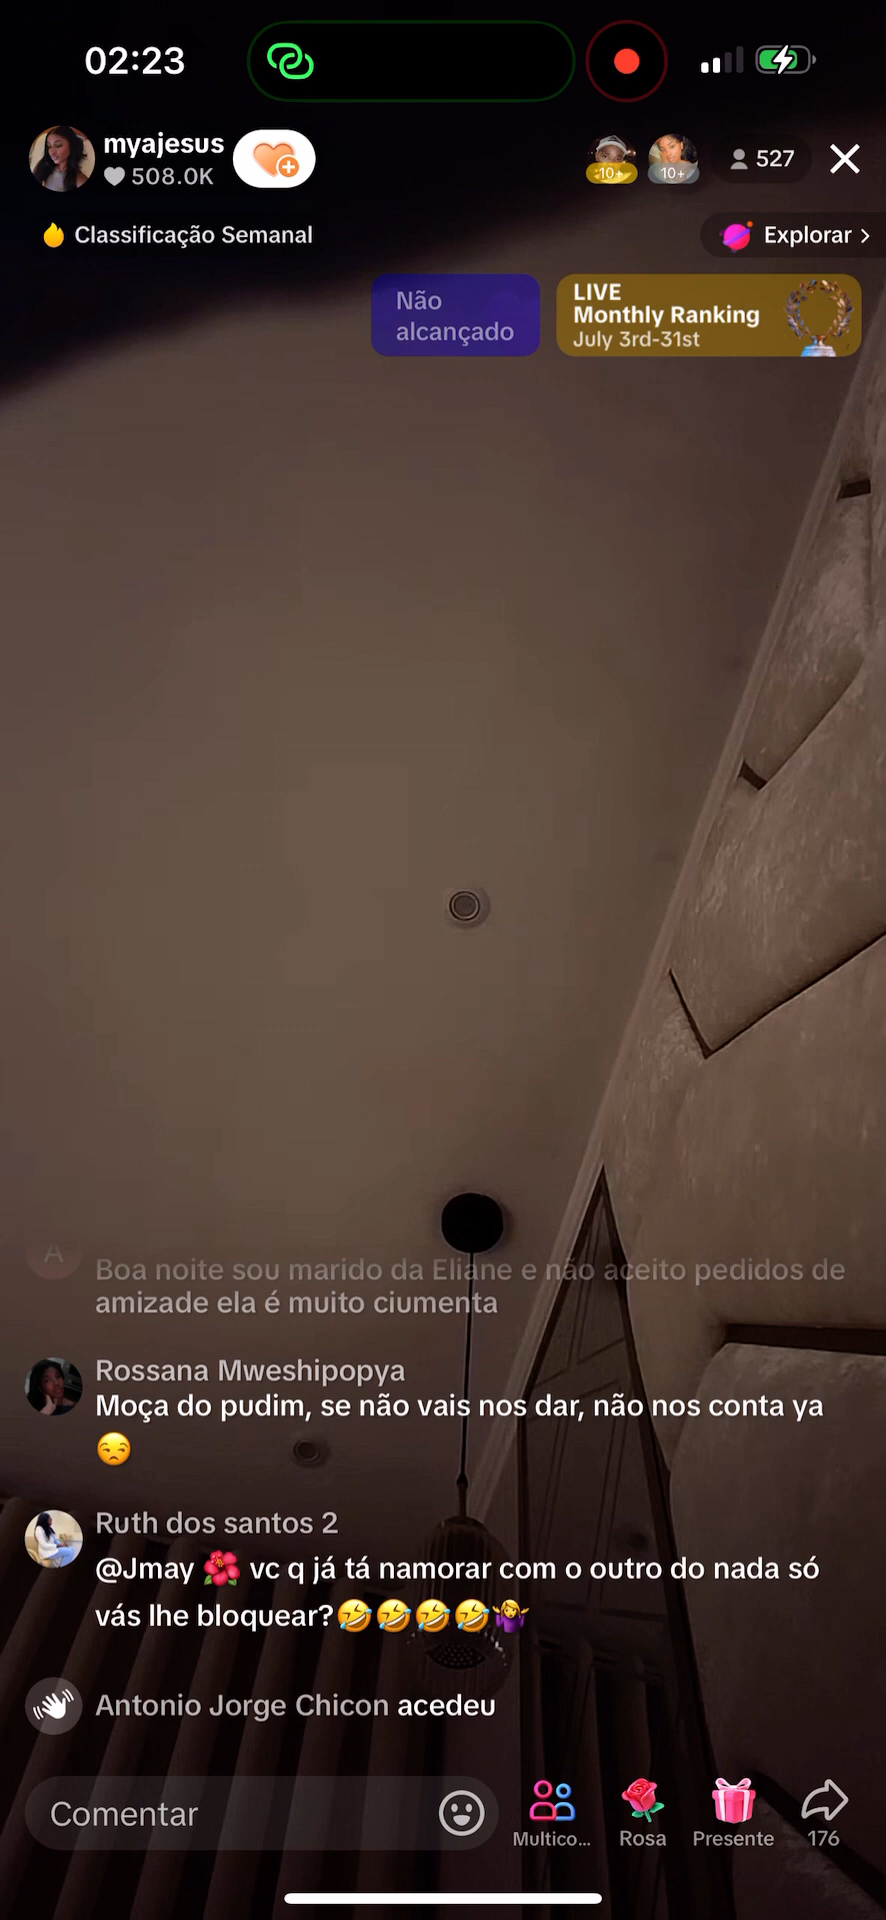 02:23
myajesus
508.0K
10+
10+
527
Classificação Semanal
Explorar >
Não
alcançado
LIVE
Monthly Ranking
July 3rd-31st
A
Boa noite sou marido da Eliane e não aceito pedidos de
amizade ela é muito ciumenta
Rossana Mweshipopya
Moça do pudim, se não vais nos dar, não nos conta ya
😒
Ruth dos santos 2
@Jmay 🌺 vc q já tá namorar com o outro do nada só
vás lhe bloquear?🤣🤣🤣🤣🤷‍♀️
Antonio Jorge Chicon acedeu
Comentar
Multico...
Rosa
Presente
176